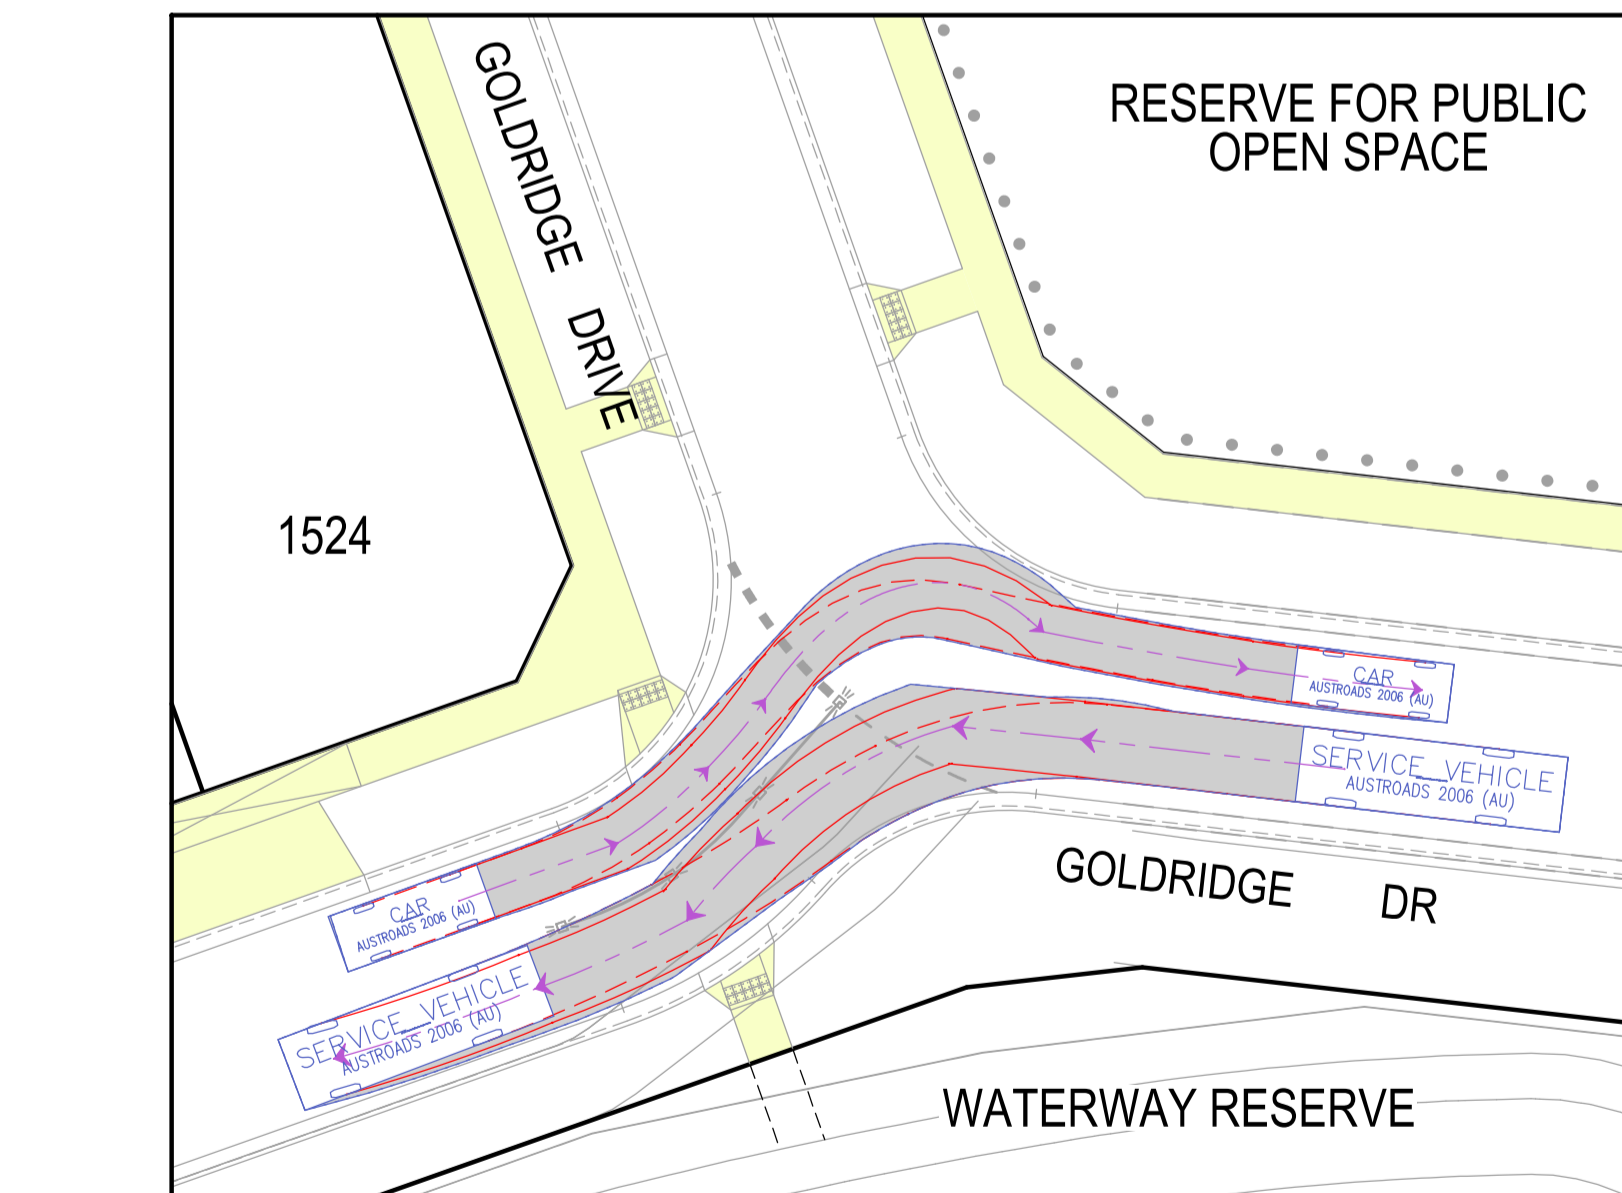 GOLDRIDGE DRIVE
RESERVE FOR PUBLIC
OPEN SPACE
1524
CAR
AUSTROADS 2006 (AU)
SERVICE VEHICLE
AUSTROADS 2006 (AU)
GOLDRIDGE DR
CAR
AUSTROADS 2006 (AU)
SERVICE VEHICLE
AUSTROADS 2006 (AU)
WATERWAY RESERVE